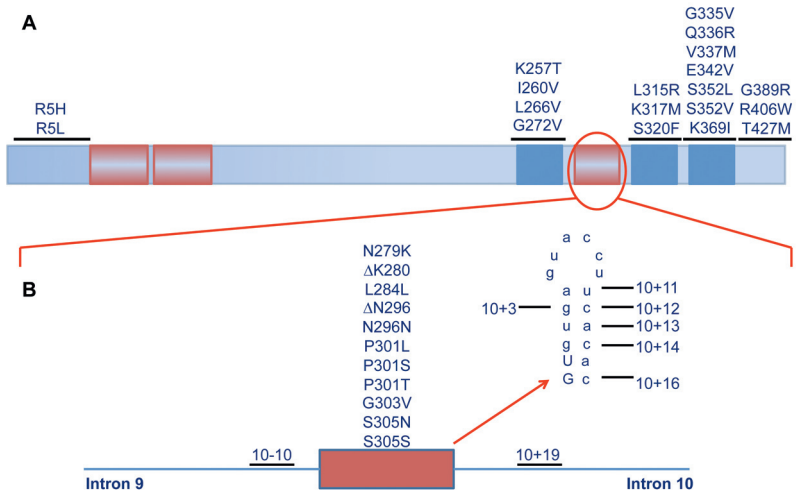 A
R5H
R5L
K257T
I260V
L266V
G272V
L315R
K317M
S320F
G335V
Q336R
V337M
E342V
S352L
S352V
K369I
G389R
R406W
T427M
B
N279K
ΔK280
L284L
ΔN296
N296N
P301L
P301S
P301T
G303V
S305N
S305S
a c
u c
g u
a u 10+11
10+3 g c 10+12
u a 10+13
g c 10+14
U a
G c 10+16
10-10
10+19
Intron 9
Intron 10